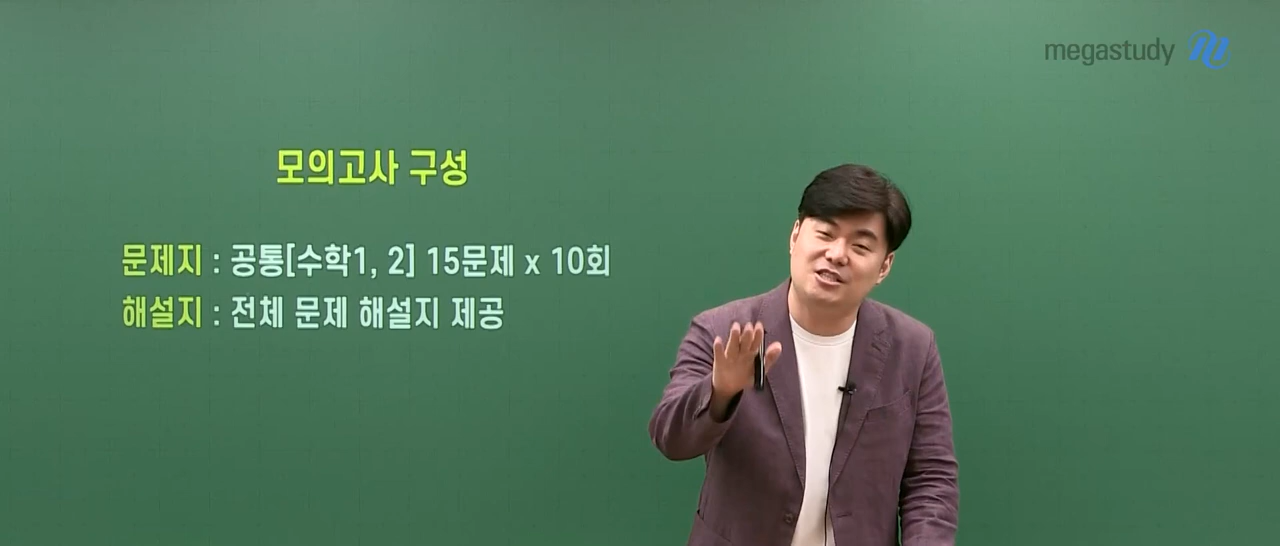 megastudy
모의고사 구성
문제지 : 공통[수학1, 2] 15문제 x 10회
해설지 : 전체 문제 해설지 제공